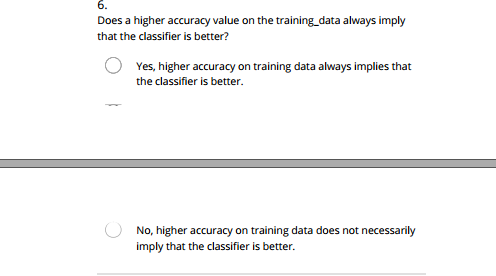 6.
Does a higher accuracy value on the training_data always imply
that the classifier is better?
Yes, higher accuracy on training data always implies that
the classifier is better.
No, higher accuracy on training data does not necessarily
imply that the classifier is better.